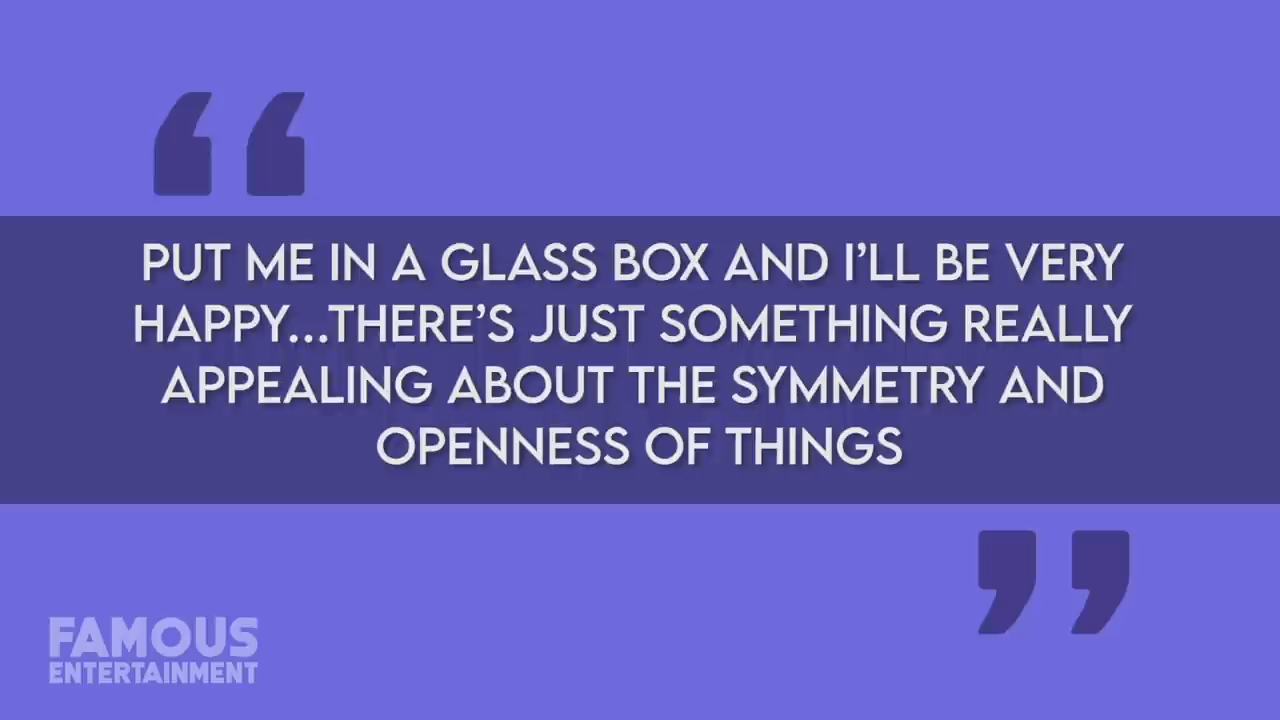 PUT ME IN A GLASS BOX AND I'LL BE VERY
HAPPY...THERE'S JUST SOMETHING REALLY
APPEALING ABOUT THE SYMMETRY AND
OPENNESS OF THINGS
FAMOUS
ENTERTAINMENT